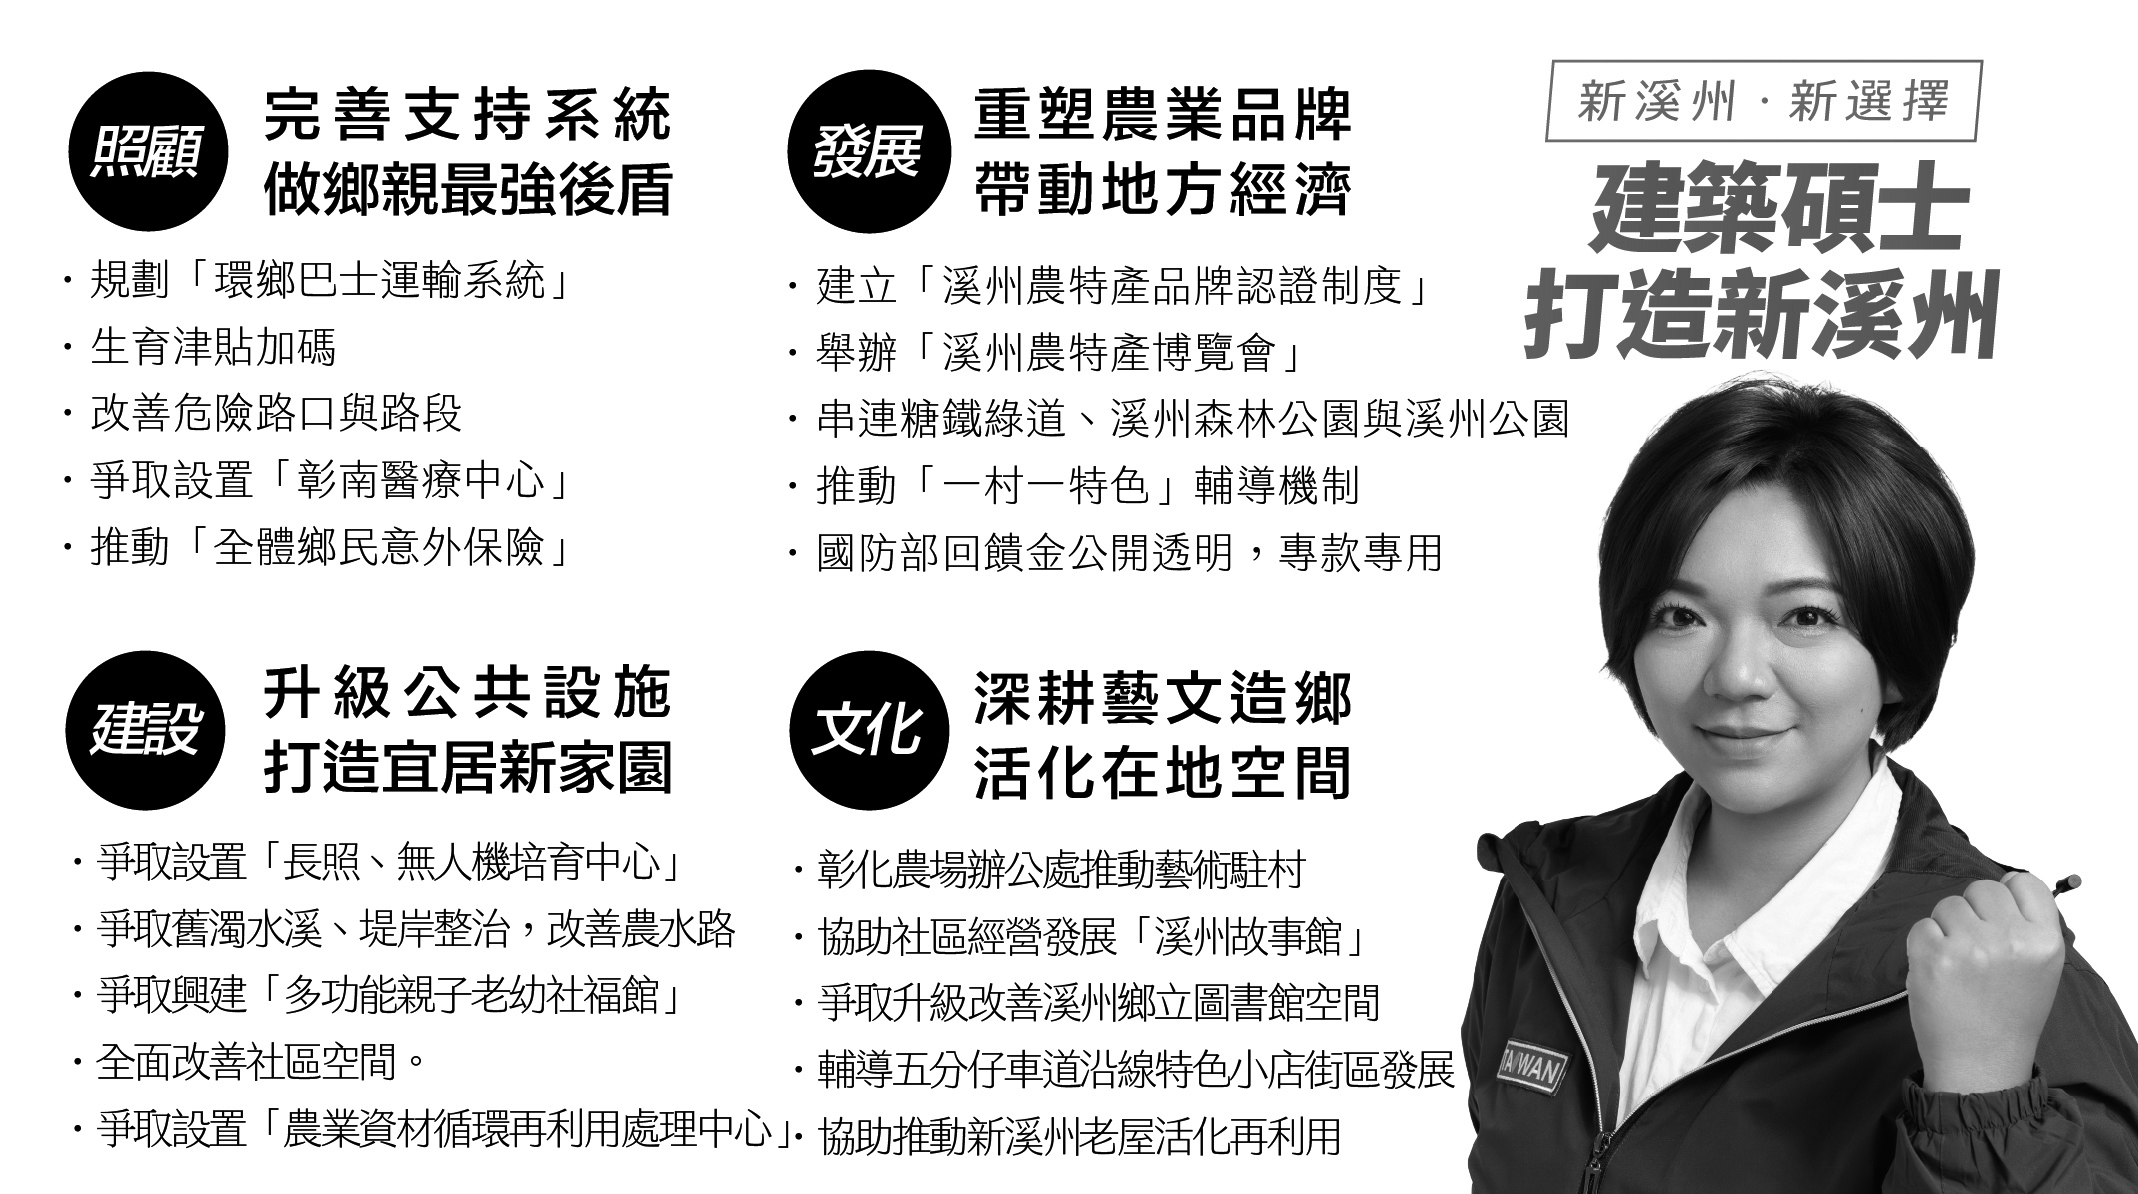 照顧
完善支持系統
做鄉親最強後盾
・規劃「環鄉巴士運輸系統」
・生育津貼加碼
・改善危險路口與路段
・爭取設置「彰南醫療中心」
・推動「全體鄉民意外保險」
發展
重塑農業品牌
帶動地方經濟
・建立「溪州農特產品牌認證制度」
・舉辦「溪州農特產博覽會」
・串連糖鐵綠道、溪州森林公園與溪州公園
・推動「一村一特色」輔導機制
・國防部回饋金公開透明，專款專用
建設
升級公共設施
打造宜居新家園
・爭取設置「長照、無人機培育中心」
・爭取舊濁水溪、堤岸整治，改善農水路
・爭取興建「多功能親子老幼社福館」
・全面改善社區空間。
・爭取設置「農業資材循環再利用處理中心」
文化
深耕藝文造鄉
活化在地空間
・彰化農場辦公處推動藝術駐村
・協助社區經營發展「溪州故事館」
・爭取升級改善溪州鄉立圖書館空間
・輔導五分仔車道沿線特色小店街區發展
・協助推動新溪州老屋活化再利用
新溪州·新選擇
建築碩士
打造新溪州
TAIWAN